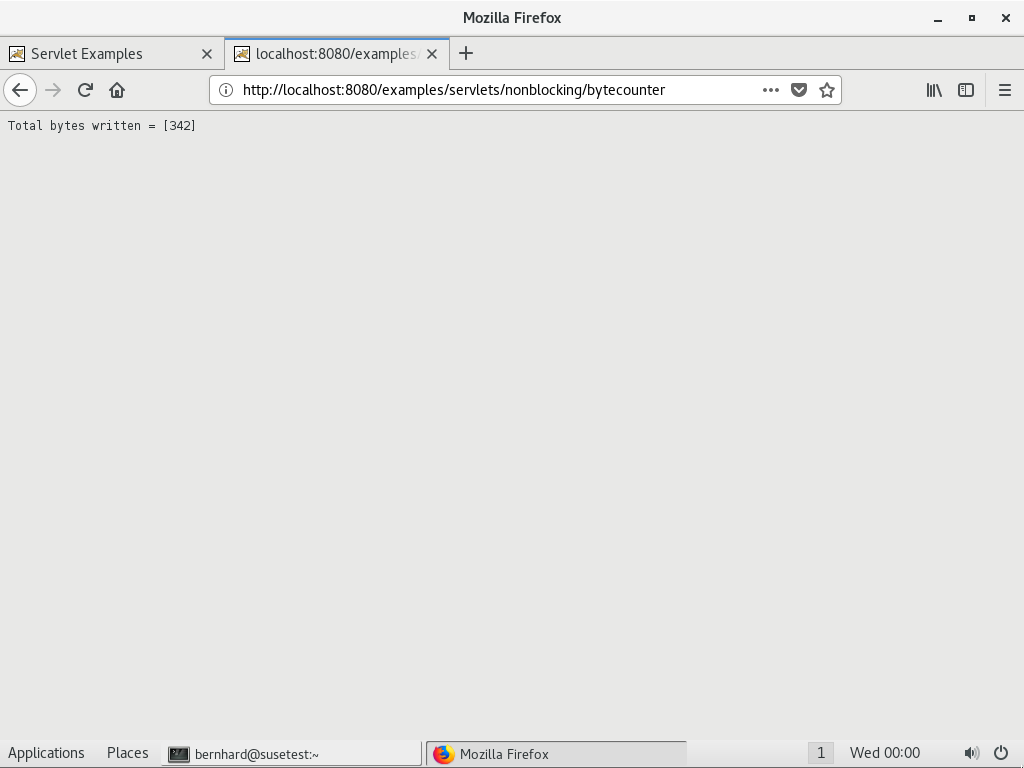 Mozilla Firefox
Servlet Examples
localhost:8080/examples/
http://localhost:8080/examples/servlets/nonblocking/bytecounter
Total bytes written = [342]
Applications Places bernhard@susetest:~ Mozilla Firefox 1 Wed 00:00